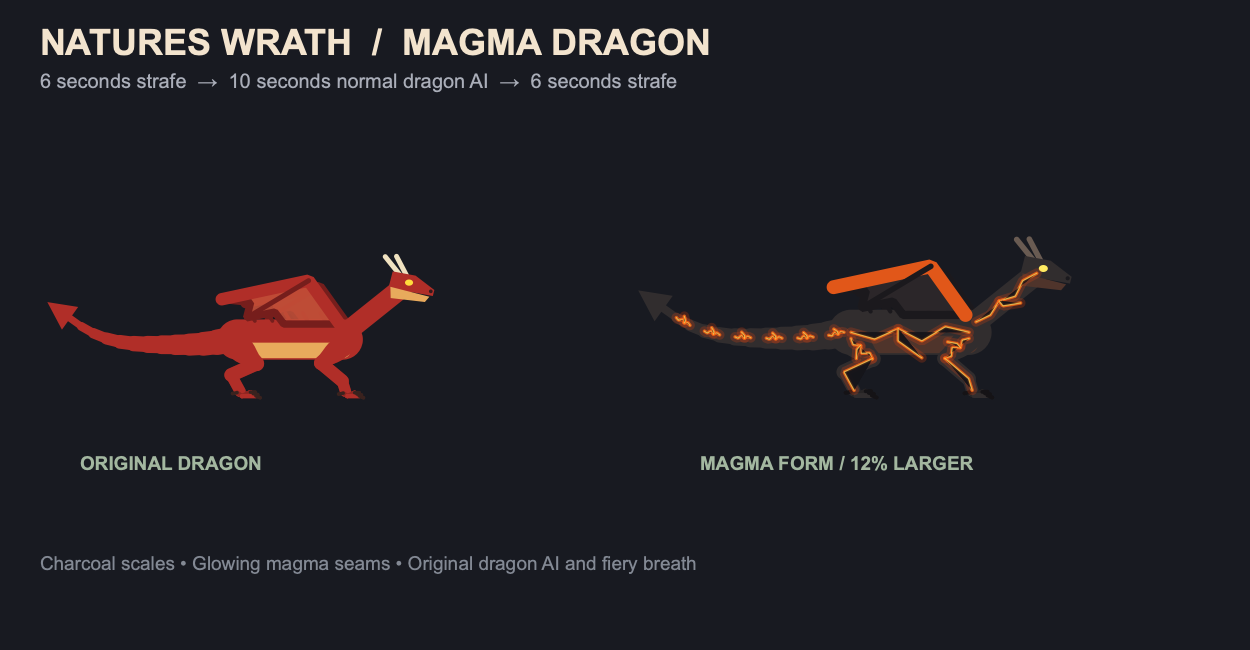 NATURES WRATH / MAGMA DRAGON
6 seconds strafe → 10 seconds normal dragon AI → 6 seconds strafe
ORIGINAL DRAGON
MAGMA FORM / 12% LARGER
Charcoal scales • Glowing magma seams • Original dragon AI and fiery breath